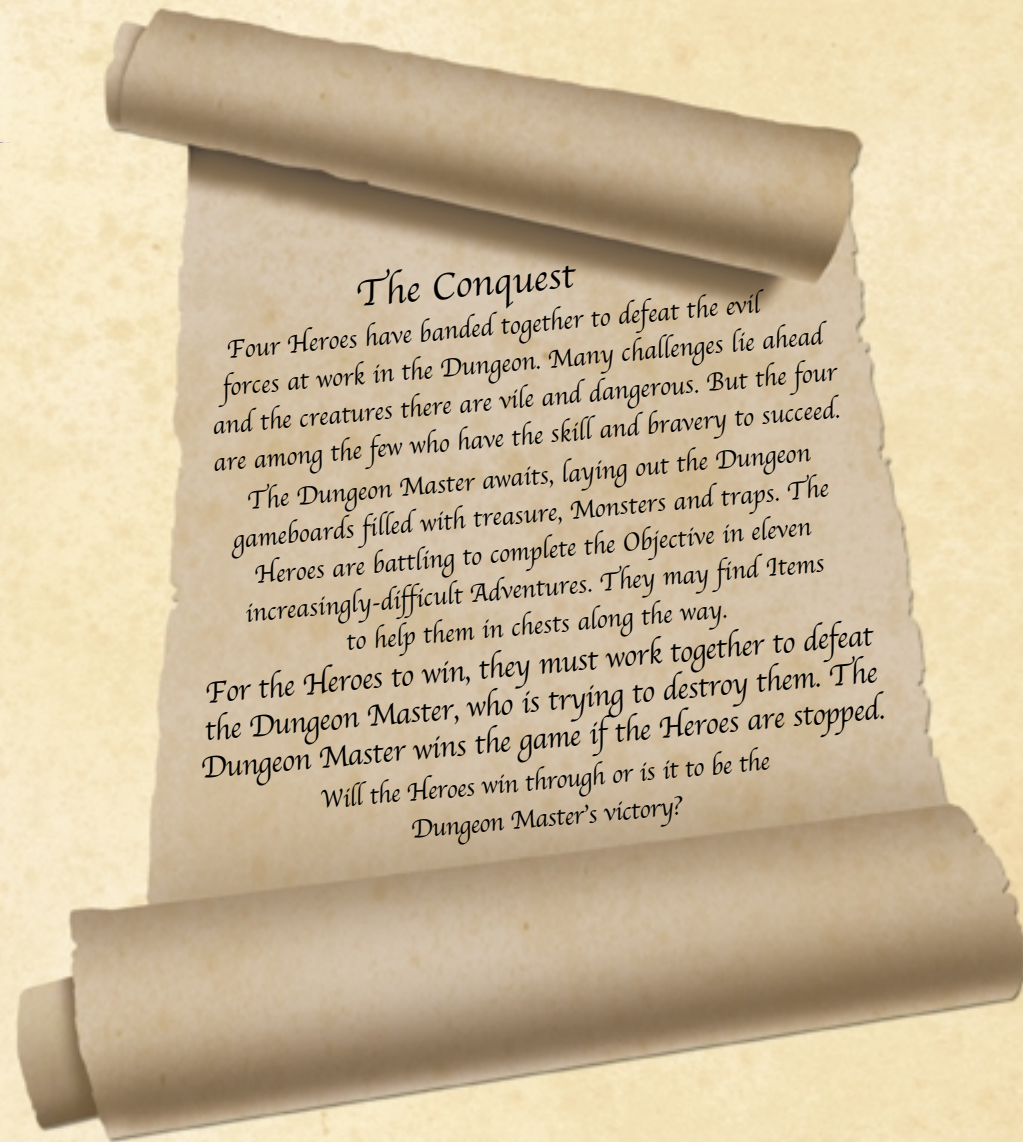 The Conquest
Four Heroes have banded together to defeat the evil
forces at work in the Dungeon. Many challenges lie ahead
and the creatures there are vile and dangerous. But the four
are among the few who have the skill and bravery to succeed.
The Dungeon Master awaits, laying out the Dungeon
gameboards filled with treasure, Monsters and traps. The
Heroes are battling to complete the Objective in eleven
increasingly-difficult Adventures. They may find Items
to help them in chests along the way.
For the Heroes to win, they must work together to defeat
the Dungeon Master, who is trying to destroy them. The
Dungeon Master wins the game if the Heroes are stopped.
Will the Heroes win through or is it to be the
Dungeon Master's victory?